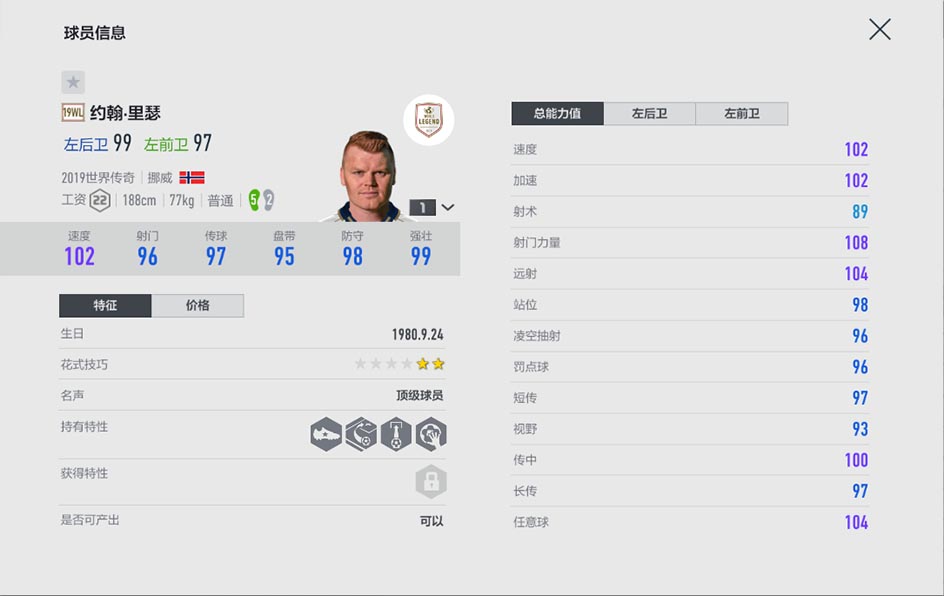 球员信息
19WL 约翰·里瑟
左后卫 99 左前卫 97
2019世界传奇 挪威
工资 22 188cm 77kg 普通 5 2
WORLD LEGEND
1
速度 射门 传球 盘带 防守 强壮
102 96 97 95 98 99
特征 价格
生日 1980.9.24
花式技巧
名声 顶级球员
持有特性
获得特性
是否可产出 可以
总能力值 左后卫 左前卫
速度 102
加速 102
射术 89
射门力量 108
远射 104
站位 98
凌空抽射 96
罚点球 96
短传 97
视野 93
传中 100
长传 97
任意球 104